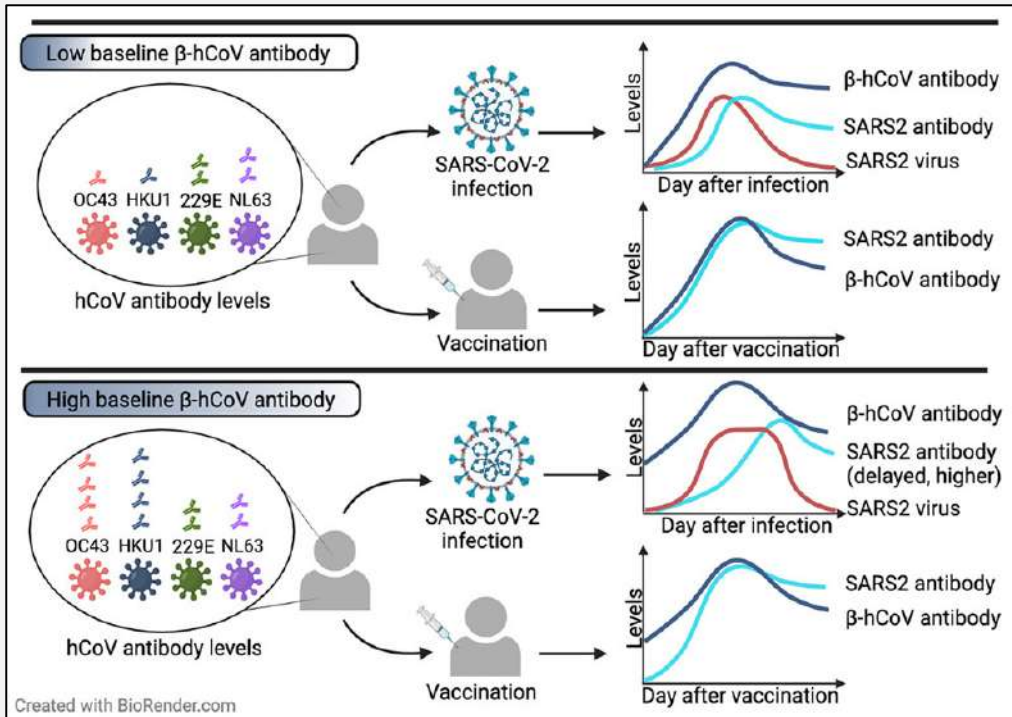 Low baseline β-hCoV antibody
OC43 HKU1 229E NL63
hCoV antibody levels
SARS-CoV-2
infection
Vaccination
Levels
Day after infection
β-hCoV antibody
SARS2 antibody
SARS2 virus
Levels
Day after vaccination
SARS2 antibody
β-hCoV antibody
High baseline β-hCoV antibody
OC43 HKU1 229E NL63
hCoV antibody levels
SARS-CoV-2
infection
Vaccination
Levels
Day after infection
β-hCoV antibody
SARS2 antibody
(delayed, higher)
SARS2 virus
Levels
Day after vaccination
SARS2 antibody
β-hCoV antibody
Created with BioRender.com